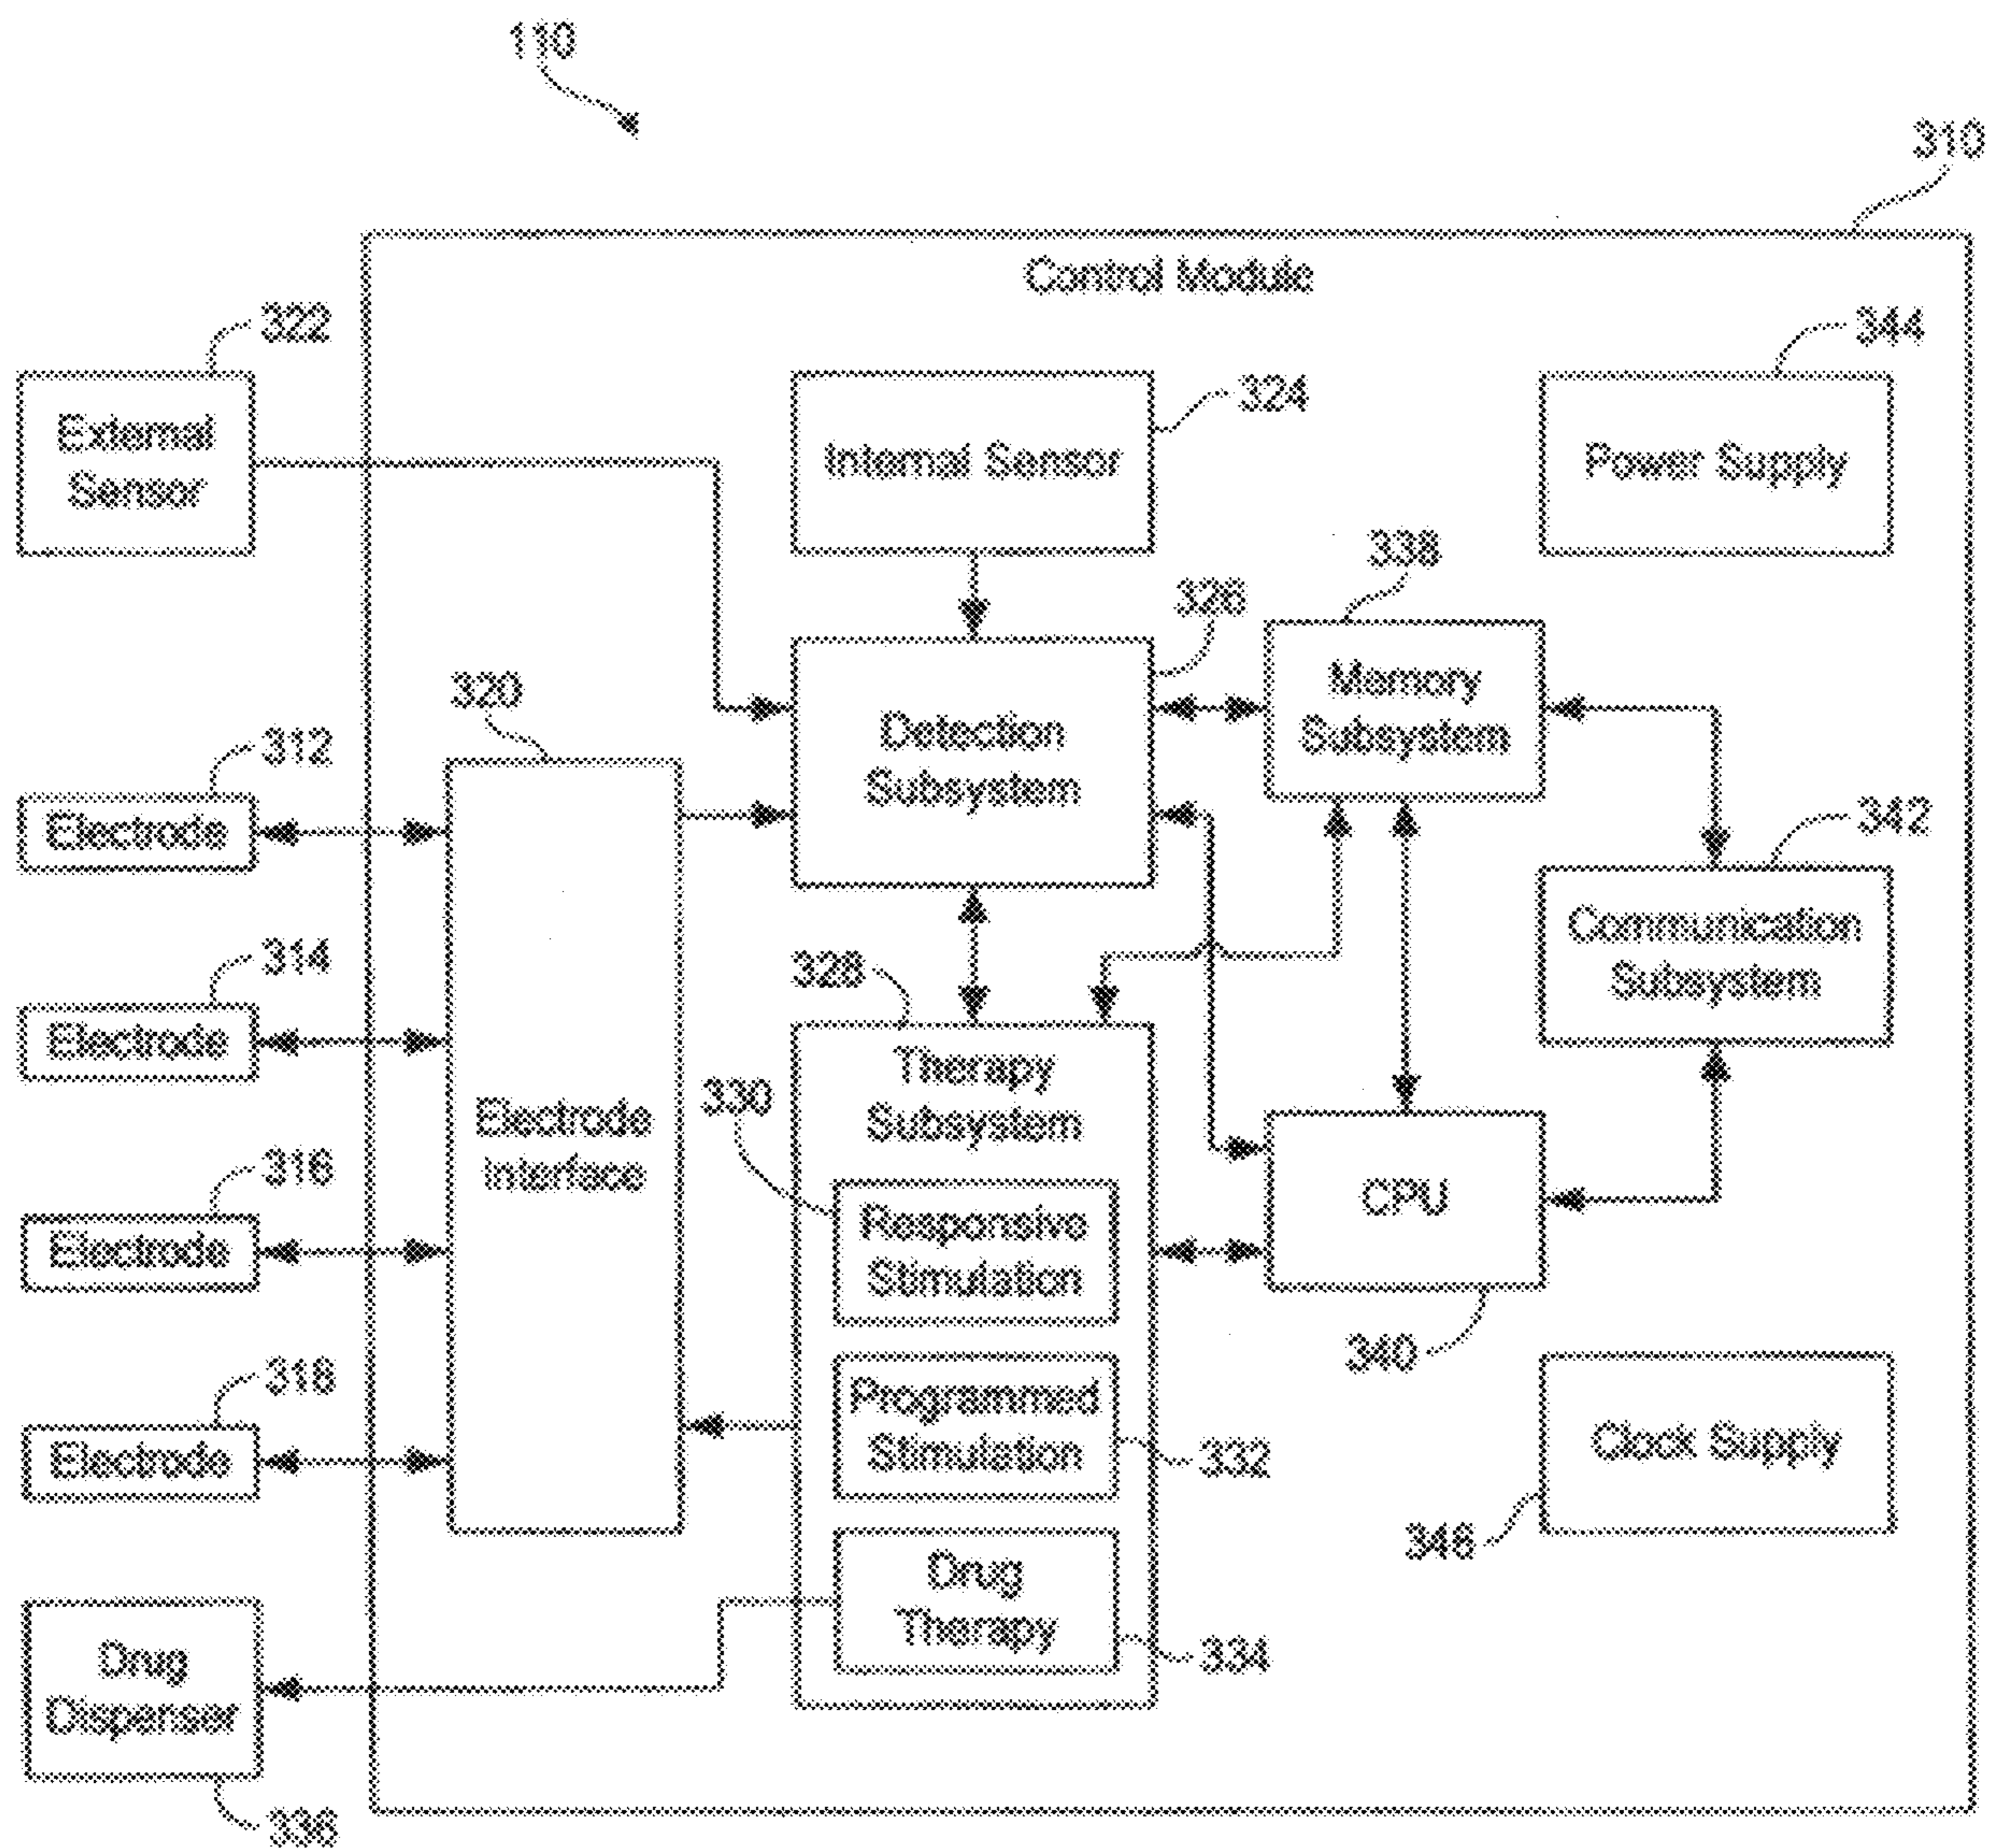 110
310
Control Module
322
344
External
Sensor
324
Internal Sensor
Power Supply
338
326
320
Memory
Subsystem
Detection
Subsystem
312
Electrode
342
Communication
Subsystem
314
Electrode
328
Therapy
Subsystem
330
Electrode
Interface
316
Electrode
Responsive
Stimulation
CPU
340
318
Electrode
Programmed
Stimulation
332
Clock Supply
346
Drug
Therapy
334
Drug
Dispenser
336